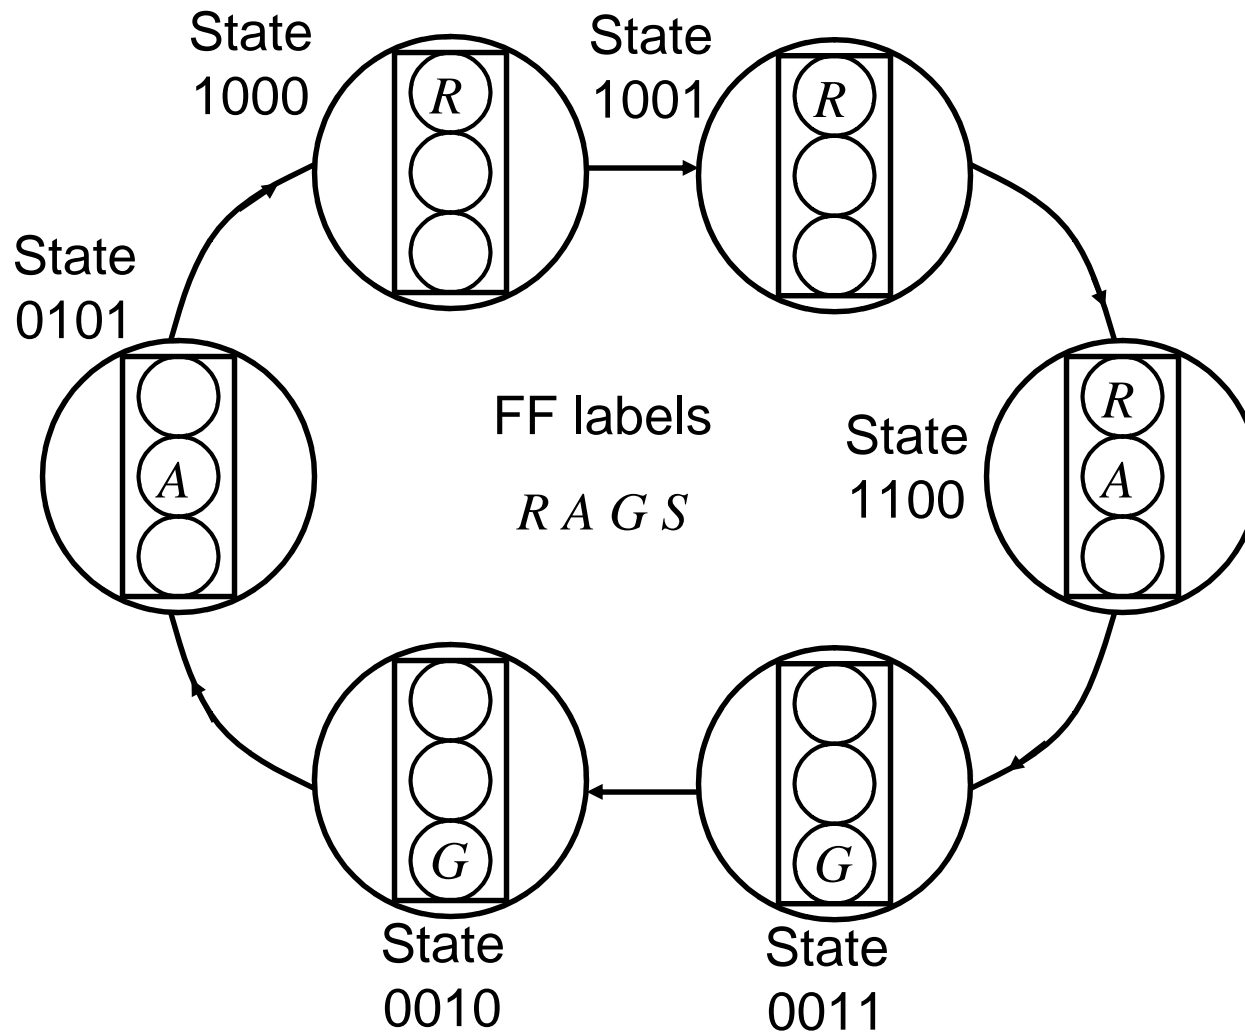 State
1000
R
State
1001
R
State
0101
A
FF labels
R A G S
State
1100
R
A
G
State
0010
G
State
0011